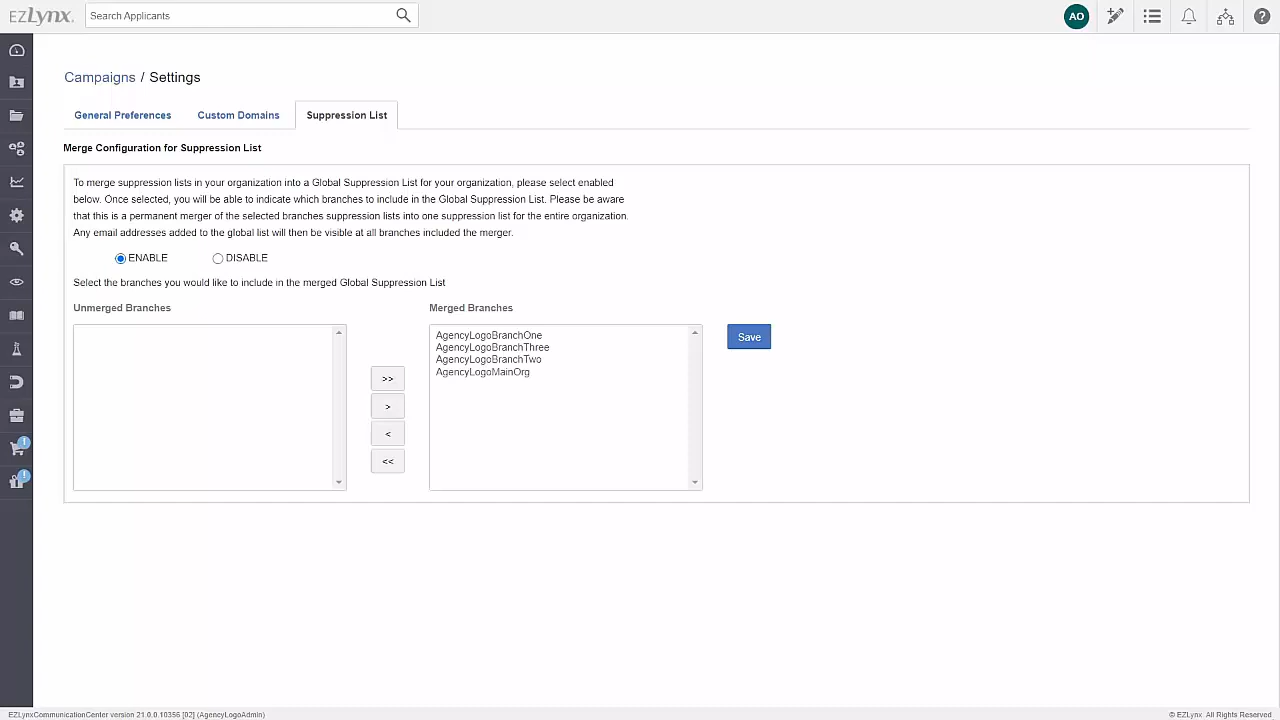 EZLynx.
Search Applicants
AO
Campaigns / Settings
General Preferences
Custom Domains
Suppression List
Merge Configuration for Suppression List
To merge suppression lists in your organization into a Global Suppression List for your organization, please select enabled
below. Once selected, you will be able to indicate which branches to include in the Global Suppression List. Please be aware
that this is a permanent merger of the selected branches suppression lists into one suppression list for the entire organization.
Any email addresses added to the global list will then be visible at all branches included the merger.
ENABLE
DISABLE
Select the branches you would like to include in the merged Global Suppression List
Unmerged Branches
Merged Branches
AgencyLogoBranchOne
AgencyLogoBranchThree
AgencyLogoBranchTwo
AgencyLogoMainOrg
>>
>
<
<<
Save
EZLynxCommunicationCenter version 21.0.0.10356 [02] (AgencyLogoAdmin)
© EZLynx. All Rights Reserved